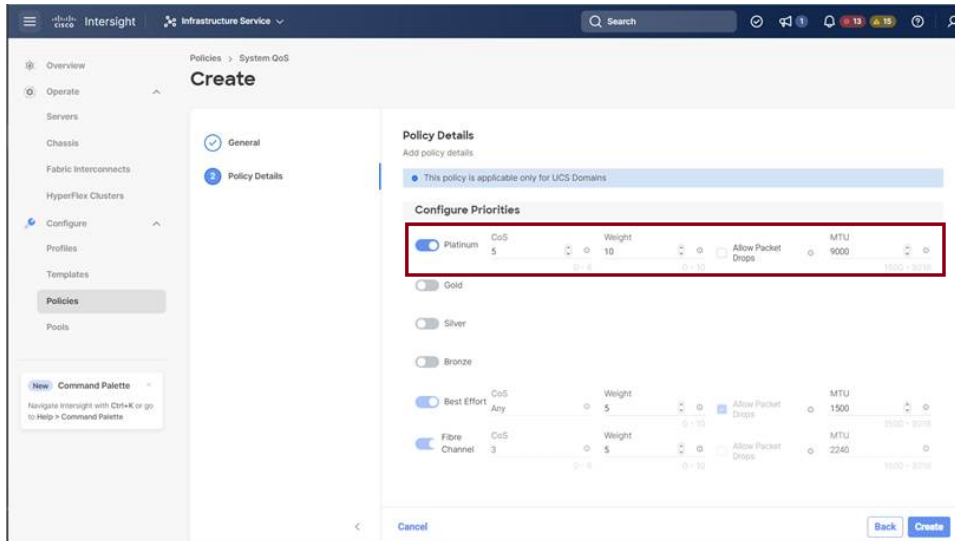 cisco Intersight
Infrastructure Service
Search
1
13
15
Overview
Operate
Servers
Chassis
Fabric Interconnects
HyperFlex Clusters
Configure
Profiles
Templates
Policies
Pools
New Command Palette
Navigate Intersight with Ctrl+K or go
to Help > Command Palette
Policies > System QoS
Create
General
2 Policy Details
Policy Details
Add policy details
This policy is applicable only for UCS Domains
Configure Priorities
Platinum
CoS
5
0 - 6
Weight
10
0 - 10
Allow Packet
Drops
MTU
9000
1500 - 9216
Gold
Silver
Bronze
Best Effort
CoS
Any
Weight
5
0 - 10
Allow Packet
Drops
MTU
1500
1500 - 9216
Fibre
Channel
CoS
3
0 - 6
Weight
5
0 - 10
Allow Packet
Drops
MTU
2240
1500 - 9216
Cancel
Back
Create